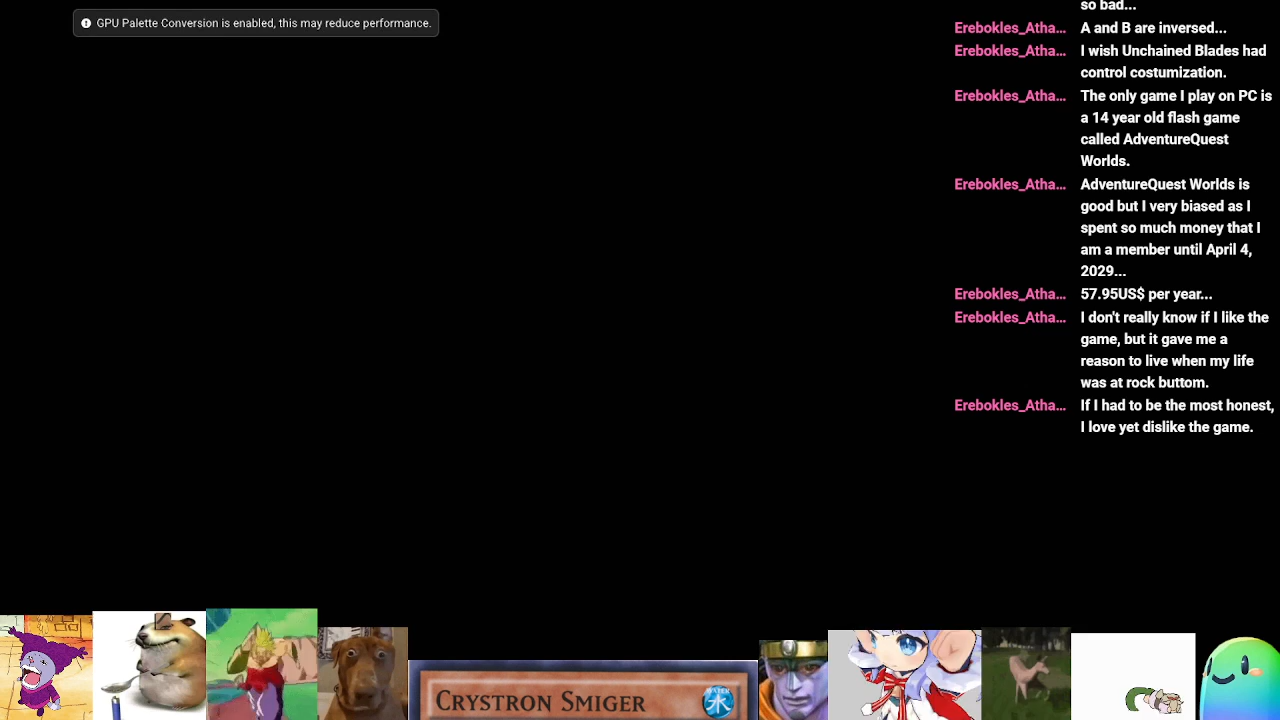 GPU Palette Conversion is enabled, this may reduce performance.
so bad...
Erebokles_Atha... A and B are inversed...
Erebokles_Atha... I wish Unchained Blades had
control costumization.
Erebokles_Atha... The only game I play on PC is
a 14 year old flash game
called AdventureQuest
Worlds.
Erebokles_Atha... AdventureQuest Worlds is
good but I very biased as I
spent so much money that I
am a member until April 4,
2029...
Erebokles_Atha... 57.95US$ per year...
Erebokles_Atha... I don't really know if I like the
game, but it gave me a
reason to live when my life
was at rock buttom.
Erebokles_Atha... If I had to be the most honest,
I love yet dislike the game.
CRYSTRON SMIGER
WATER
水